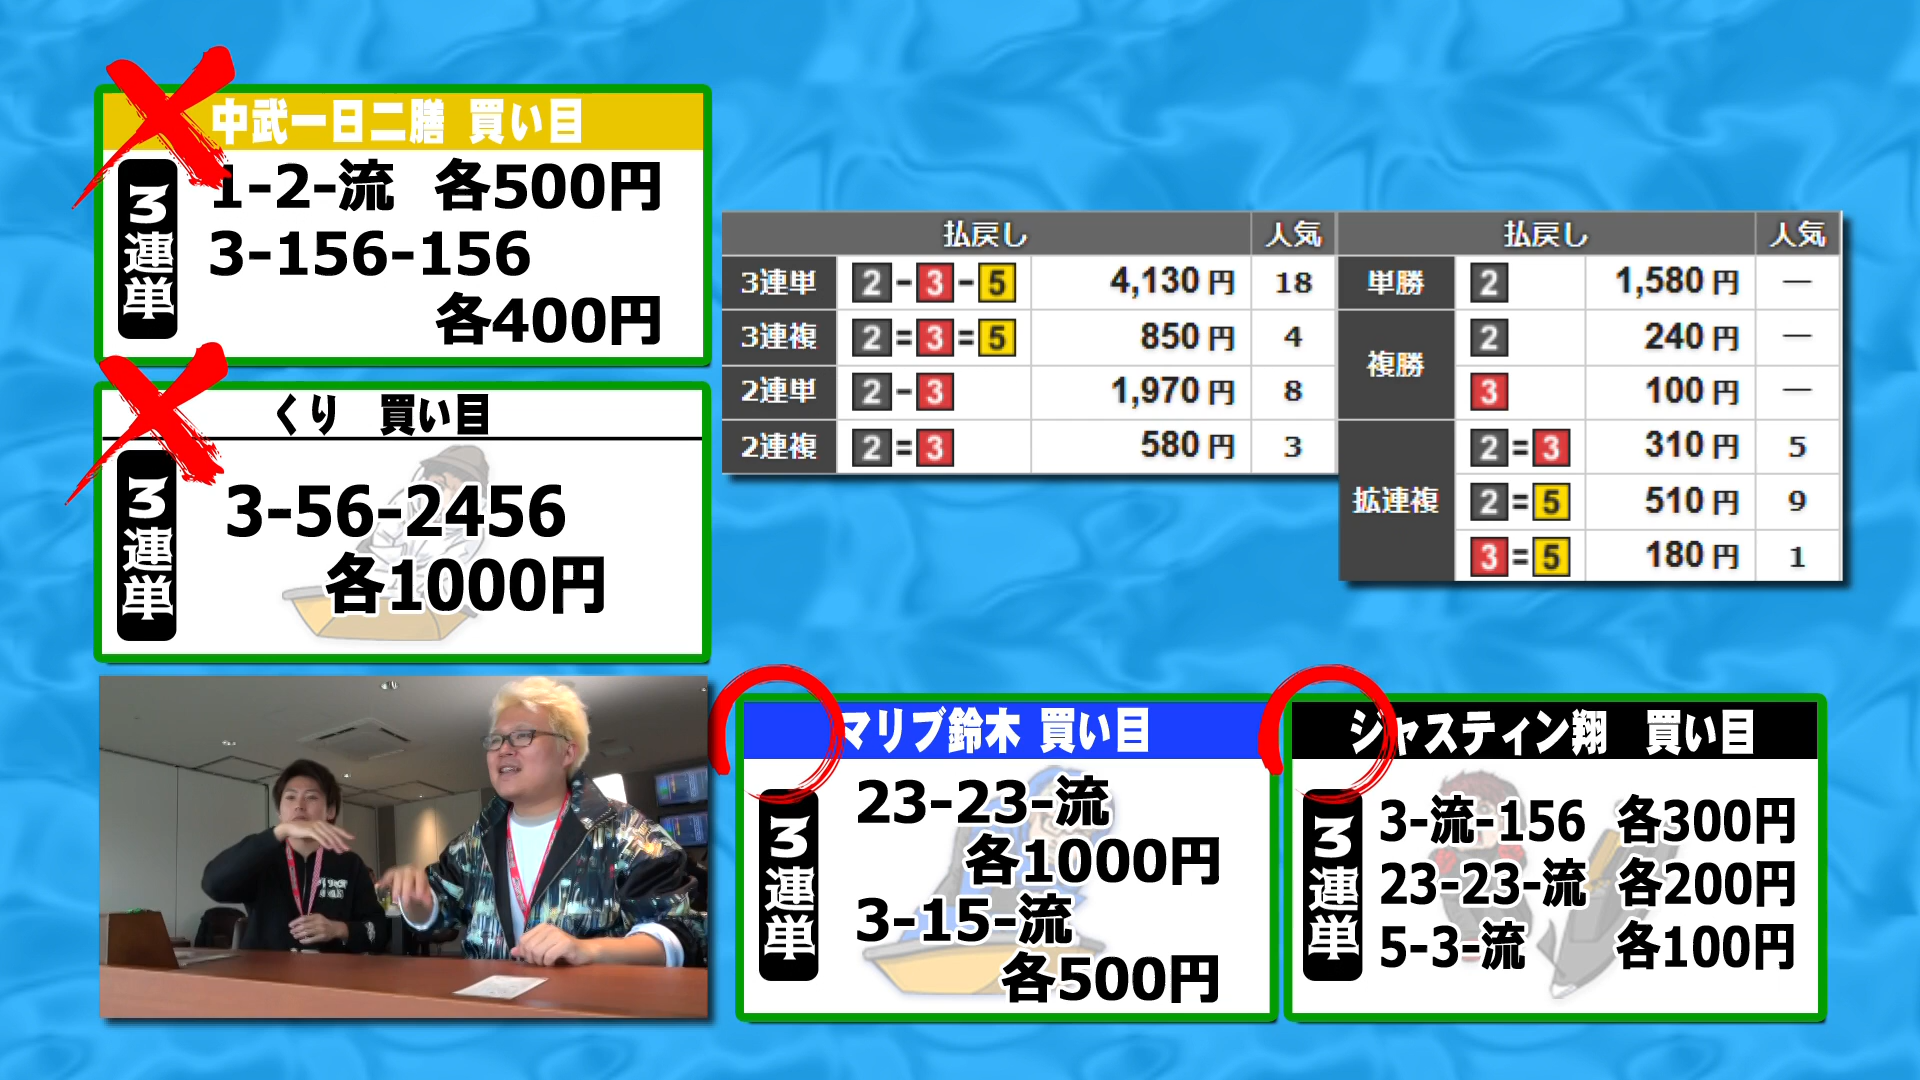 中武一日二膳 買い目
3連単
1-2-流 各500円
3-156-156
各400円
くり 買い目
3連単
3-56-2456
各1000円
払戻し 人気
3連単 2-3-5 4,130円 18
3連複 2=3=5 850円 4
2連単 2-3 1,970円 8
2連複 2=3 580円 3
払戻し 人気
単勝 2 1,580円 —
複勝 2 240円 —
3 100円 —
拡連複 2=3 310円 5
2=5 510円 9
3=5 180円 1
マリブ鈴木 買い目
3連単
23-23-流
各1000円
3-15-流
各500円
ジャスティン翔 買い目
3連単
3-流-156 各300円
23-23-流 各200円
5-3-流 各100円